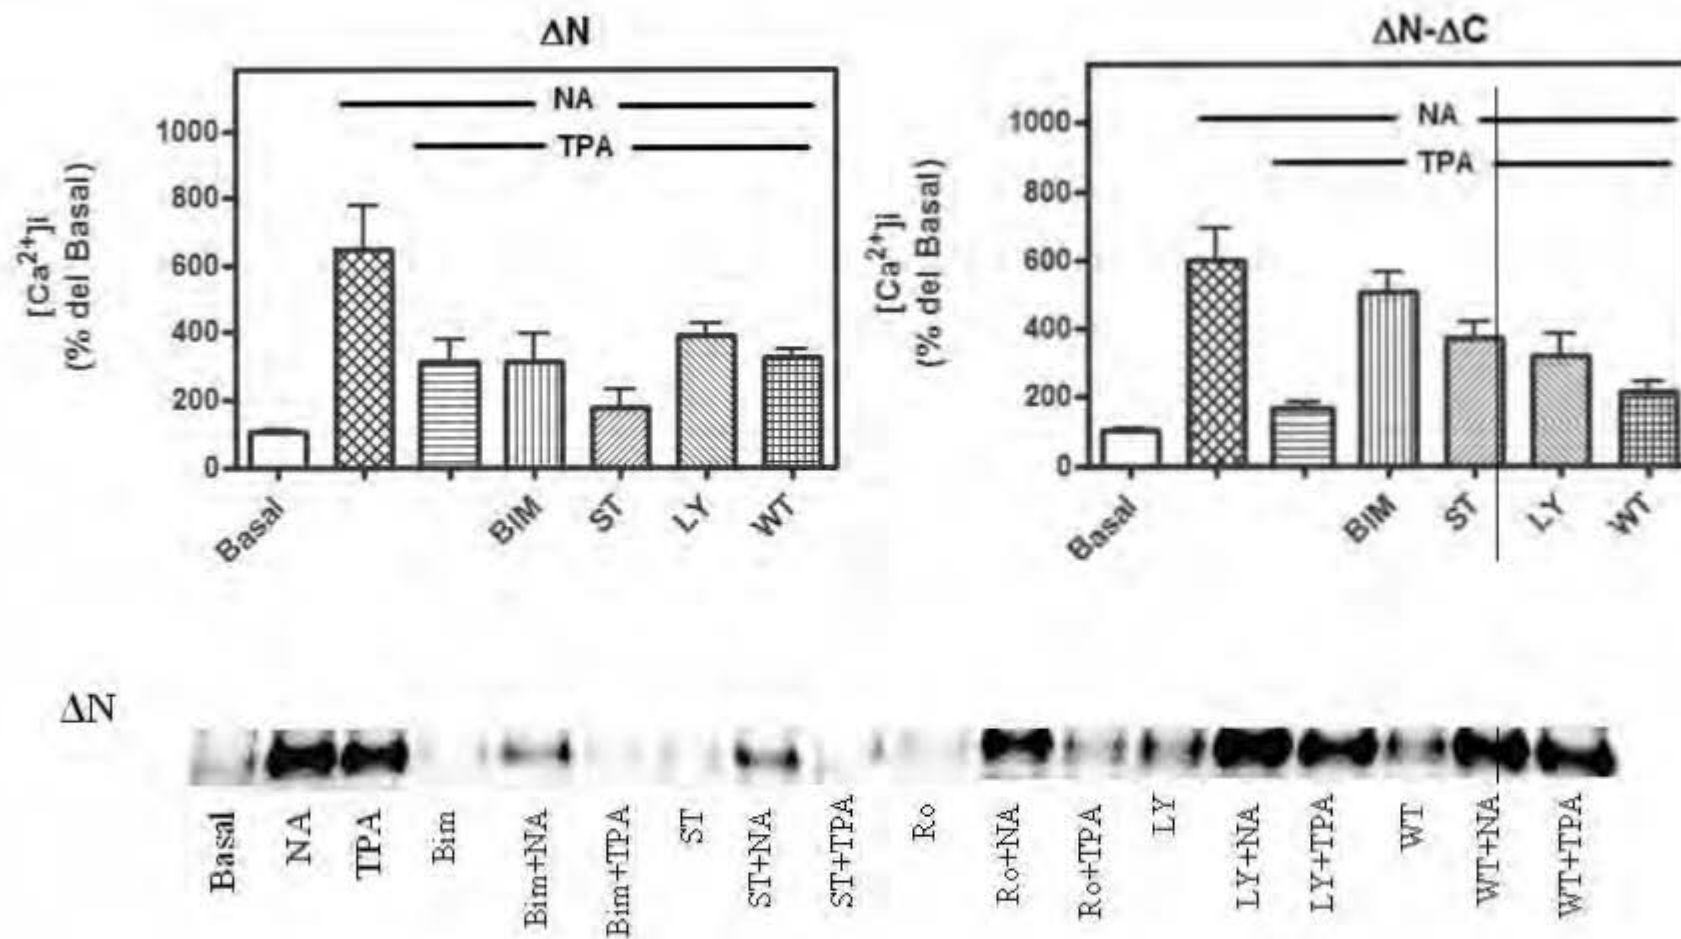 ΔN
NA
TPA
1000
800
600
400
200
0
[Ca²⁺]i
(% del Basal)
Basal
BIM
ST
LY
WT
ΔN-ΔC
NA
TPA
1000
800
600
400
200
0
[Ca²⁺]i
(% del Basal)
Basal
BIM
ST
LY
WT
ΔN
Basal
NA
TPA
Bim
Bim+NA
Bim+TPA
ST
ST+NA
ST+TPA
Ro
Ro+NA
Ro+TPA
LY
LY+NA
LY+TPA
WT
WT+NA
WT+TPA